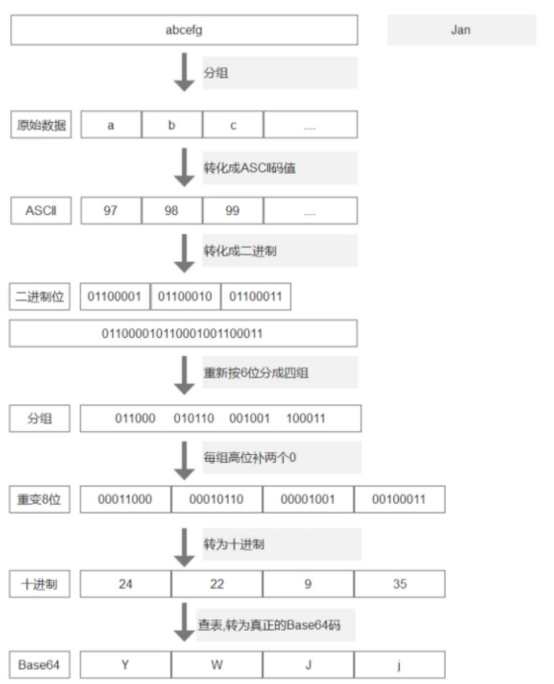 abcefg Jan
分组
原始数据 a b c ....
转化成ASCII码值
ASCII 97 98 99 ....
转化成二进制
二进制位 01100001 01100010 01100011
011000010110001001100011
重新按6位分成四组
分组 011000 010110 001001 100011
每组高位补两个0
重变8位 00011000 00010110 00001001 00100011
转为十进制
十进制 24 22 9 35
查表,转为真正的Base64码
Base64 Y W J j